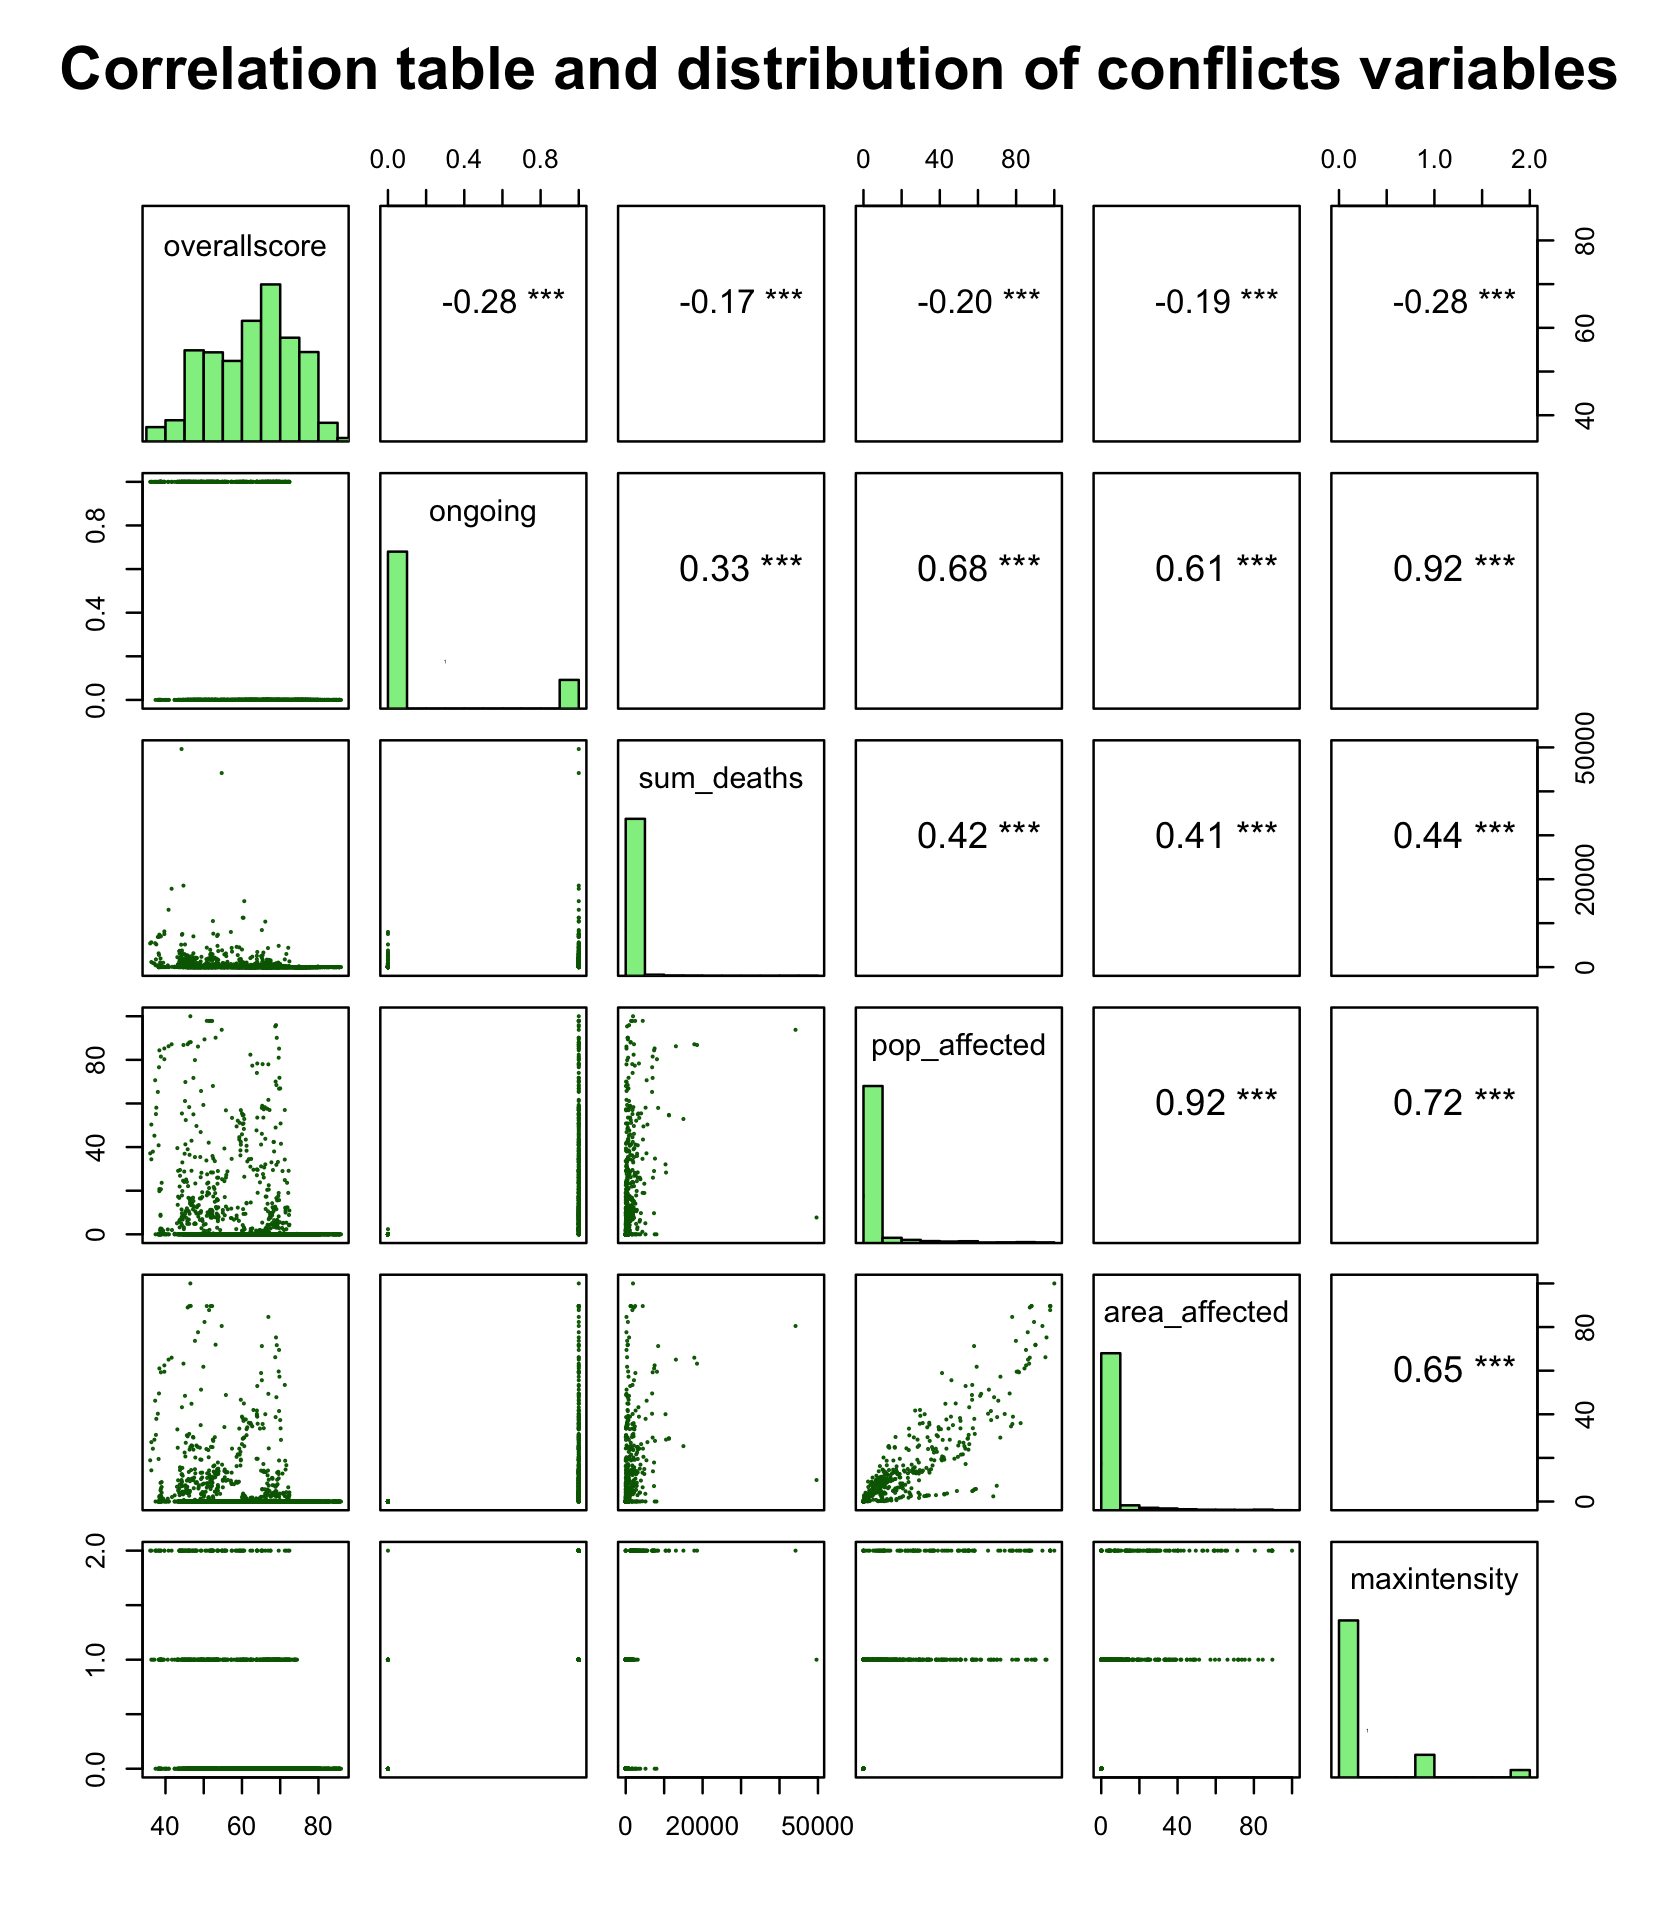 Correlation table and distribution of conflicts variables
0.0 0.4 0.8 0 40 80 0.0 1.0 2.0
overallscore -0.28 *** -0.17 *** -0.20 *** -0.19 *** -0.28 *** 40 60 80
0.0 0.4 0.8 ongoing 0.33 *** 0.68 *** 0.61 *** 0.92 ***
sum_deaths 0.42 *** 0.41 *** 0.44 *** 0 20000 50000
0 40 80 pop_affected 0.92 *** 0.72 ***
area_affected 0.65 *** 0 40 80
0.0 1.0 2.0 maxintensity
40 60 80 0 20000 50000 0 40 80